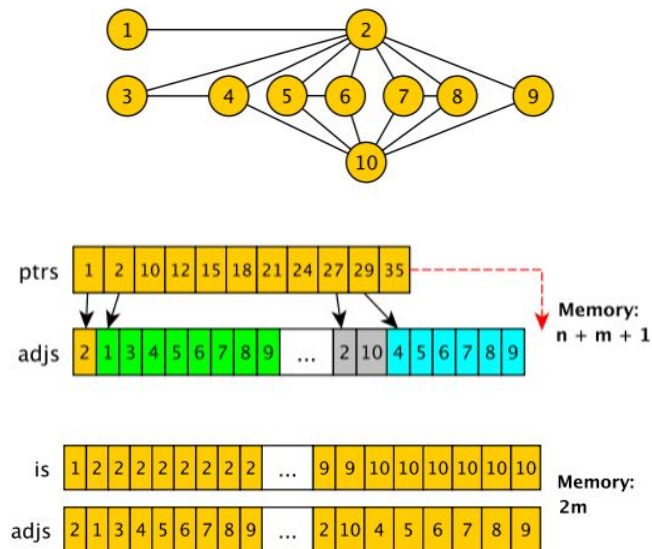 1 2
3 4 5 6 7 8 9
10
ptrs 1 2 10 12 15 18 21 24 27 29 35
Memory:
n + m + 1
adjs 2 1 3 4 5 6 7 8 9 ... 2 10 4 5 6 7 8 9
is 1 2 2 2 2 2 2 2 2 ... 9 9 10 10 10 10 10 10
Memory:
2m
adjs 2 1 3 4 5 6 7 8 9 ... 2 10 4 5 6 7 8 9